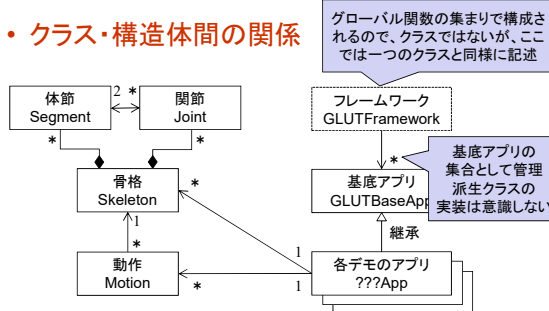 • クラス・構造体間の関係
グローバル関数の集まりで構成さ
れるので、クラスではないが、ここ
では一つのクラスと同様に記述
体節
Segment
2 *
関節
Joint
フレームワーク
GLUTFramework
*
*
*
基底アプリの
集合として管理
派生クラスの
実装は意識しない
骨格
Skeleton
*
基底アプリ
GLUTBaseApp
1
継承
*
1
動作
Motion
*
1
各デモのアプリ
???App